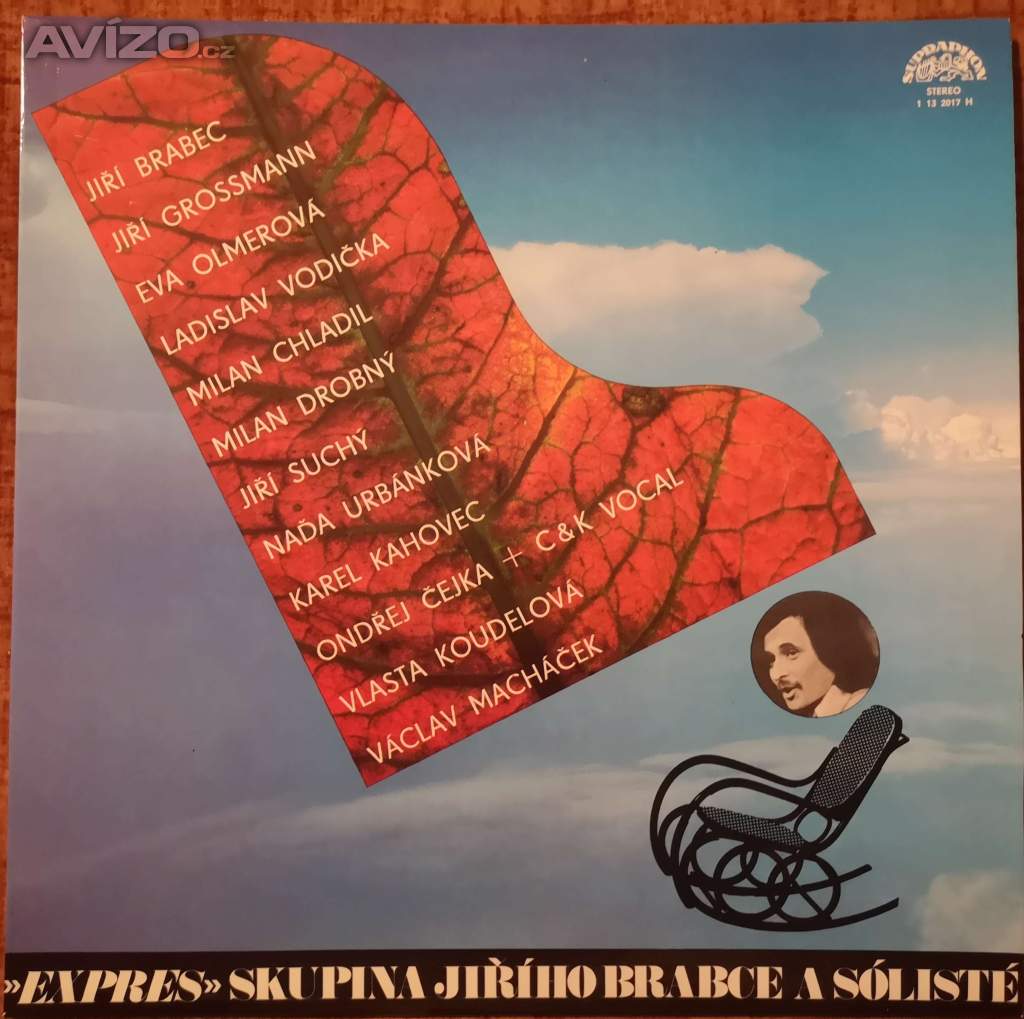 AVÍZO.cz
SUPRAPHON
STEREO
1 13 2017 H
JIŘÍ BRABEC
JIŘÍ GROSSMANN
EVA OLMEROVÁ
LADISLAV VODIČKA
MILAN CHLADIL
MILAN DROBNÝ
JIŘÍ SUCHÝ
NAĎA URBÁNKOVÁ
KAREL KAHOVEC
ONDŘEJ ČEJKA + C&K VOCAL
VLASTA KOUDELOVÁ
VÁCLAV MACHÁČEK
»EXPRES» SKUPINA JIŘÍHO BRABCE A SÓLISTÉ